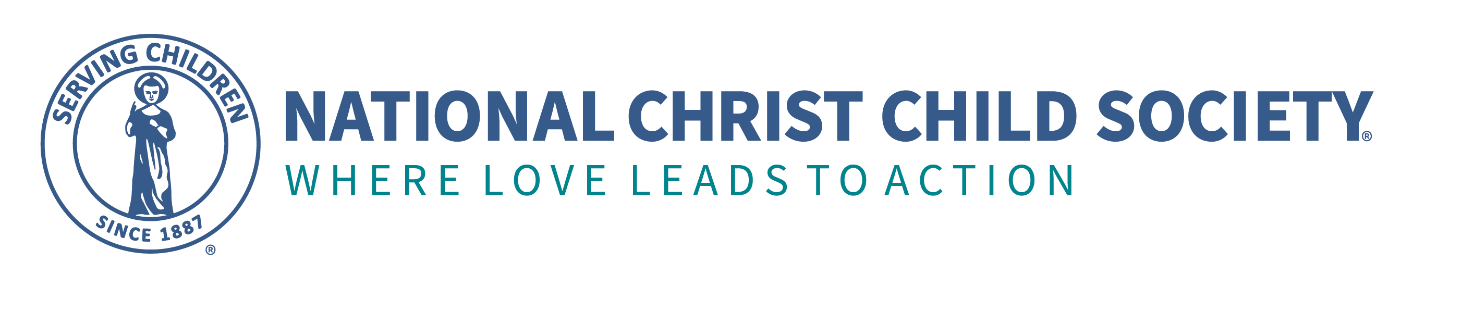 SERVING CHILDREN
SINCE 1887
®
NATIONAL CHRIST CHILD SOCIETY®
WHERE LOVE LEADS TO ACTION